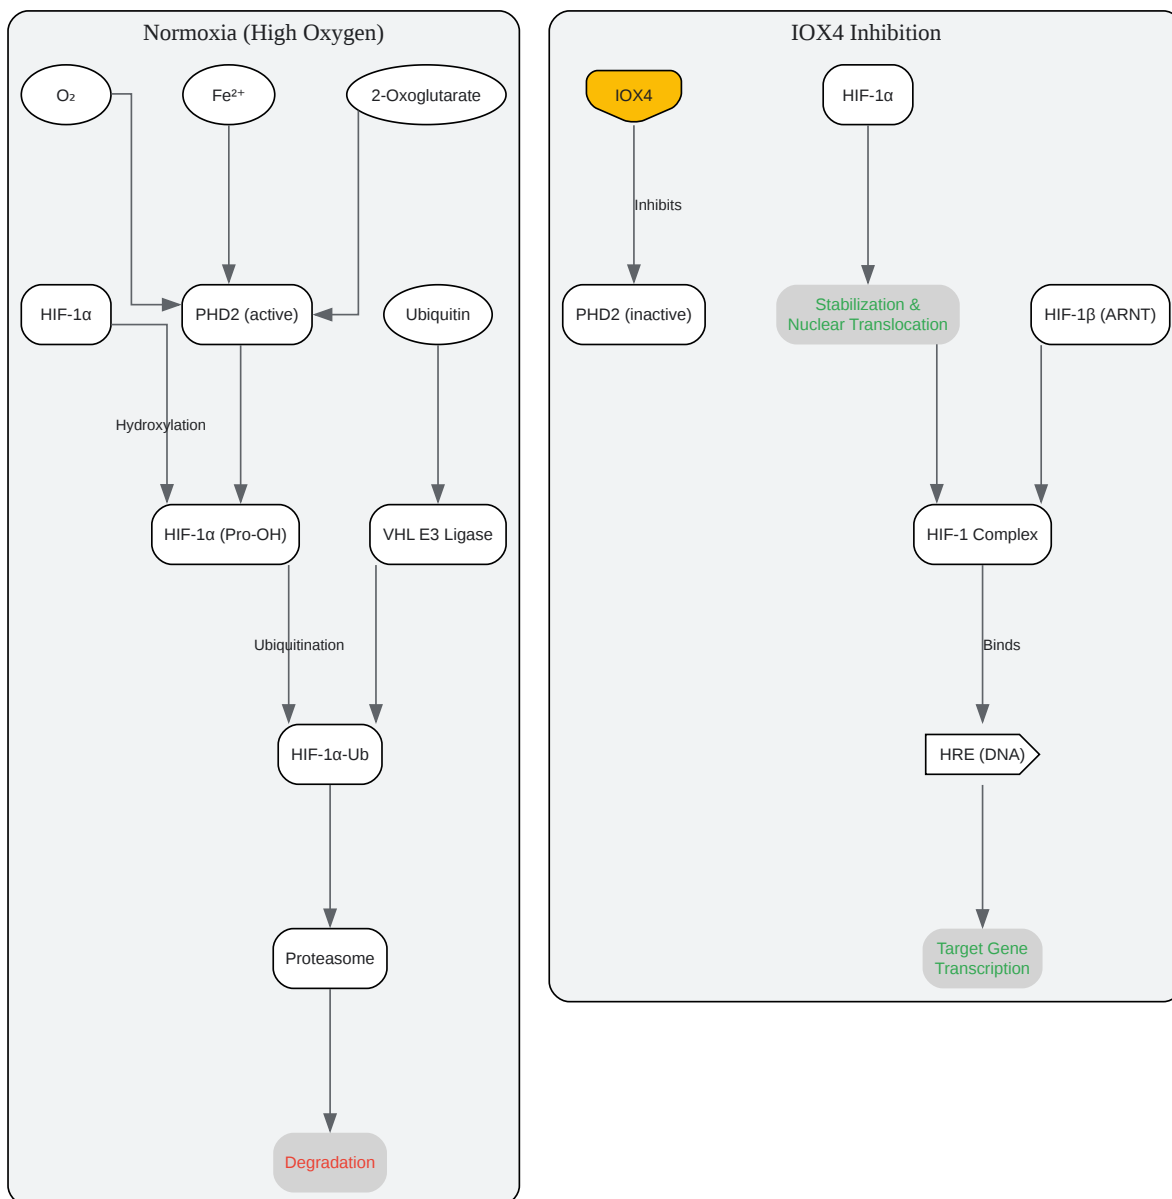 Normoxia (High Oxygen)
O₂
Fe²⁺
2-Oxoglutarate
HIF-1α
PHD2 (active)
Ubiquitin
Hydroxylation
HIF-1α (Pro-OH)
VHL E3 Ligase
Ubiquitination
HIF-1α-Ub
Proteasome
Degradation
IOX4 Inhibition
IOX4
HIF-1α
Inhibits
PHD2 (inactive)
Stabilization &
Nuclear Translocation
HIF-1β (ARNT)
HIF-1 Complex
Binds
HRE (DNA)
Target Gene
Transcription